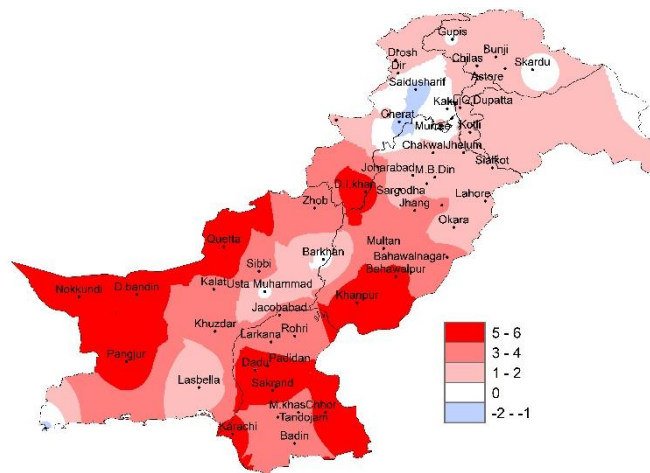 Gupis
Drosh
Dir
Chilas
Bunji
Skardu
Astore
Saidusharif
Kakul
G.Dupatta
Cherat
Murree
Kotli
Chakwal
Jhelum
Sialkot
Joharabad
M.B.Din
D.I.khan
Sargodha
Lahore
Zhob
Jhang
Okara
Quetta
Multan
Barkhan
Bahawalnagar
Sibbi
Bahawalpur
Nokkundi
D.bandin
Kalat
Usta Muhammad
Khanpur
Jacobabad
Khuzdar
Rohri
Larkana
Pangjur
Padidan
Dadu
Lasbella
Sakrand
M.khas
Chhor
Tandojam
Karachi
Badin
5 - 6
3 - 4
1 - 2
0
-2 - -1